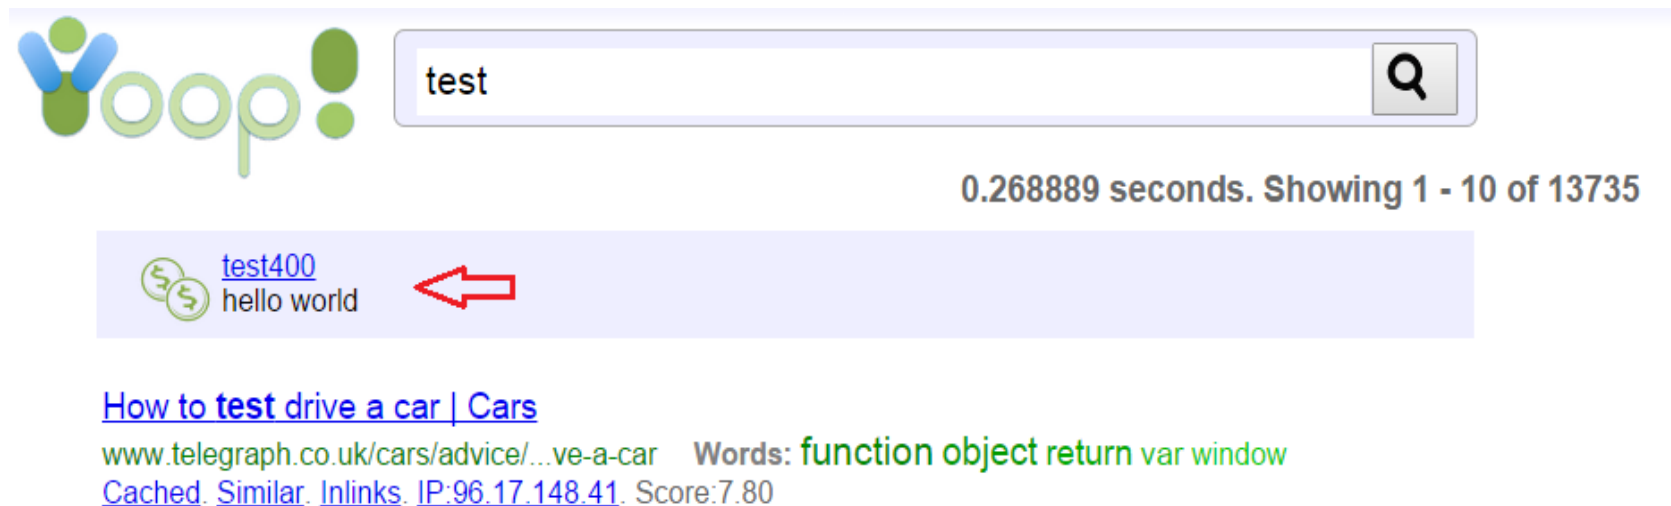 Yoop!
test
0.268889 seconds. Showing 1 - 10 of 13735
test400
hello world
How to test drive a car | Cars
www.telegraph.co.uk/cars/advice/...ve-a-car Words: function object return var window
Cached. Similar. Inlinks. IP:96.17.148.41. Score:7.80